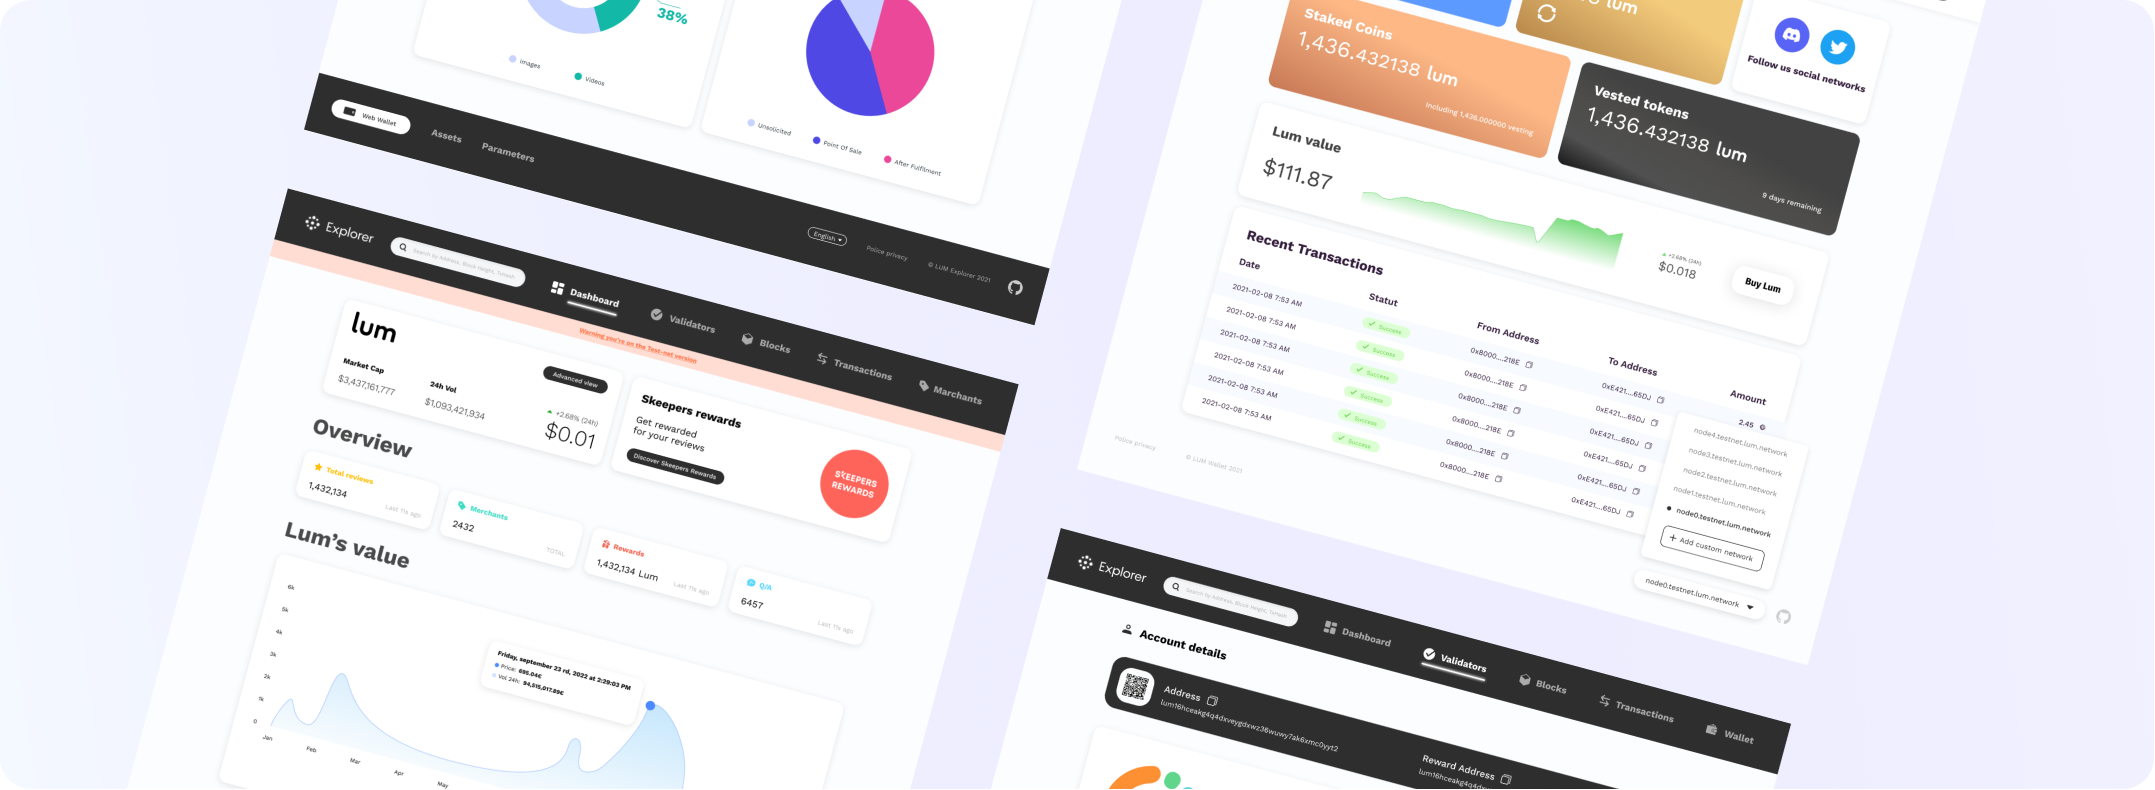 38%
Images
Videos
Unsolicited
Point Of Sale
After Fulfilment
Web Wallet
Assets
Parameters
English
Police privacy
© LUM Explorer 2021
Explorer
Search by Address, Block Height, TxHash
Dashboard
Validators
Blocks
Transactions
Marchants
Warning you're on the Test-net version
lum
Advanced view
Market Cap
$3,437,161,777
24h Vol
$1,093,421,934
+2.68% (24h)
$0.01
Skeepers rewards
Get rewarded
for your reviews
Discover Skeepers Rewards
SKEEPERS
REWARDS
Overview
Total reviews
1,432,134
Last 11s ago
Merchants
2432
TOTAL
Rewards
1,432,134 Lum
Last 11s ago
Q/A
6457
Last 11s ago
Lum's value
6k
5k
4k
3k
2k
1k
0
Jan
Feb
Mar
Apr
May
Friday, september 23 rd, 2022 at 2:29:03 PM
Price: 695.04€
Vol 24h: 94,515,017.89€
lum
Staked Coins
1,436.432138 lum
Including 1,436.000000 vesting
Vested tokens
1,436.432138 lum
9 days remaining
Follow us social networks
Lum value
$111.87
+2.68% (24h)
$0.018
Buy Lum
Recent Transactions
Date
Statut
From Address
To Address
Amount
2021-02-08 7:53 AM
Success
0x8000....218E
0xE421....65DJ
2.45
2021-02-08 7:53 AM
Success
0x8000....218E
0xE421....65DJ
2021-02-08 7:53 AM
Success
0x8000....218E
0xE421....65DJ
2021-02-08 7:53 AM
Success
0x8000....218E
0xE421....65DJ
2021-02-08 7:53 AM
Success
0x8000....218E
0xE421....65DJ
2021-02-08 7:53 AM
Success
0x8000....218E
0xE421....65DJ
node4.testnet.lum.network
node3.testnet.lum.network
node2.testnet.lum.network
node1.testnet.lum.network
node0.testnet.lum.network
+ Add custom network
node0.testnet.lum.network
Police privacy
© LUM Wallet 2021
Explorer
Search by Address, Block Height, TxHash
Dashboard
Validators
Blocks
Transactions
Wallet
Account details
Address
lum16hceakg4q4dxveygdxwz36wuwy7ak6xmc0yyt2
Reward Address